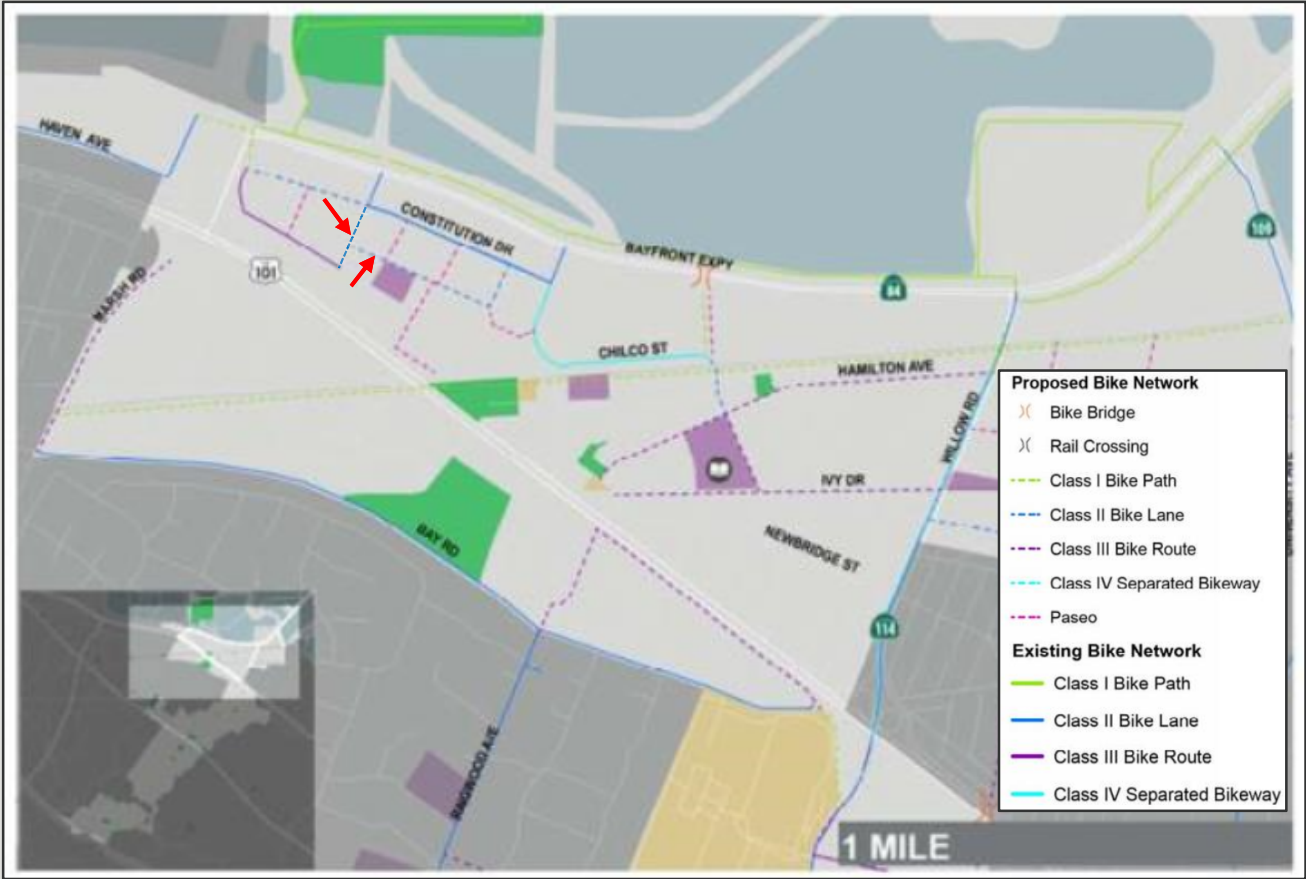 HAVEN AVE
CONSTITUTION DR
BAYFRONT EXPY
109
101
84
MARSH RD
CHILCO ST
HAMILTON AVE
WILLOW RD
IVY DR
NEWBRIDGE ST
BAY RD
114
RINGWOOD AVE
1 MILE
Proposed Bike Network
Bike Bridge
Rail Crossing
Class I Bike Path
Class II Bike Lane
Class III Bike Route
Class IV Separated Bikeway
Paseo
Existing Bike Network
Class I Bike Path
Class II Bike Lane
Class III Bike Route
Class IV Separated Bikeway